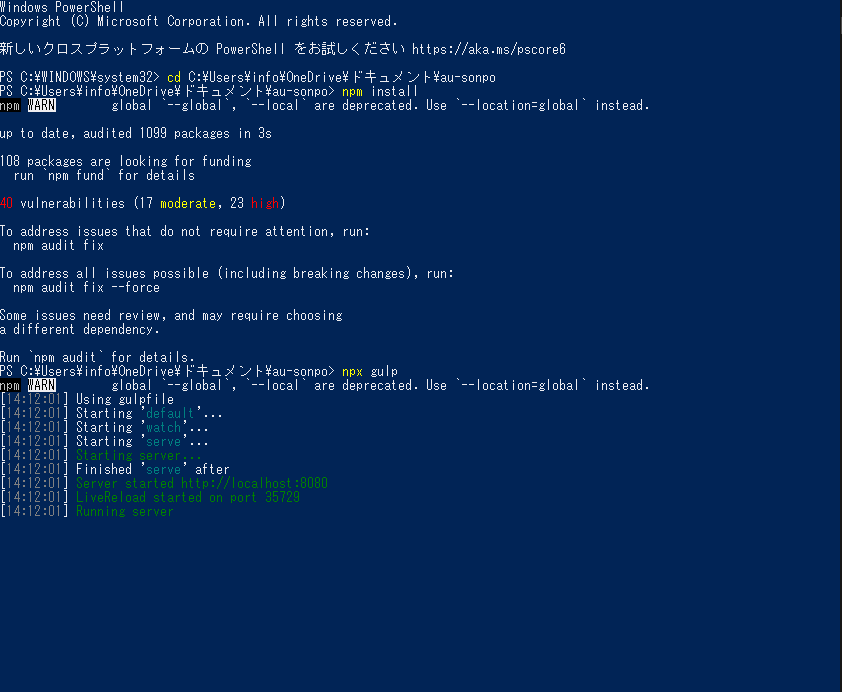 Windows PowerShell
Copyright (C) Microsoft Corporation. All rights reserved.
新しいクロスプラットフォームの PowerShell をお試しください https://aka.ms/pscore6
PS C:¥WINDOWS¥system32> cd C:¥Users¥info¥OneDrive¥ドキュメント¥au-sonpo
PS C:¥Users¥info¥OneDrive¥ドキュメント¥au-sonpo> npm install
npm WARN global `--global`, `--local` are deprecated. Use `--location=global` instead.
up to date, audited 1099 packages in 3s
108 packages are looking for funding
run `npm fund` for details
40 vulnerabilities (17 moderate, 23 high)
To address issues that do not require attention, run:
npm audit fix
To address all issues possible (including breaking changes), run:
npm audit fix --force
Some issues need review, and may require choosing
a different dependency.
Run `npm audit` for details.
PS C:¥Users¥info¥OneDrive¥ドキュメント¥au-sonpo> npx gulp
npm WARN global `--global`, `--local` are deprecated. Use `--location=global` instead.
[14:12:01] Using gulpfile
[14:12:01] Starting 'default'...
[14:12:01] Starting 'watch'...
[14:12:01] Starting 'serve'...
[14:12:01] Starting server...
[14:12:01] Finished 'serve' after
[14:12:01] Server started http://localhost:8080
[14:12:01] LiveReload started on port 35729
[14:12:01] Running server